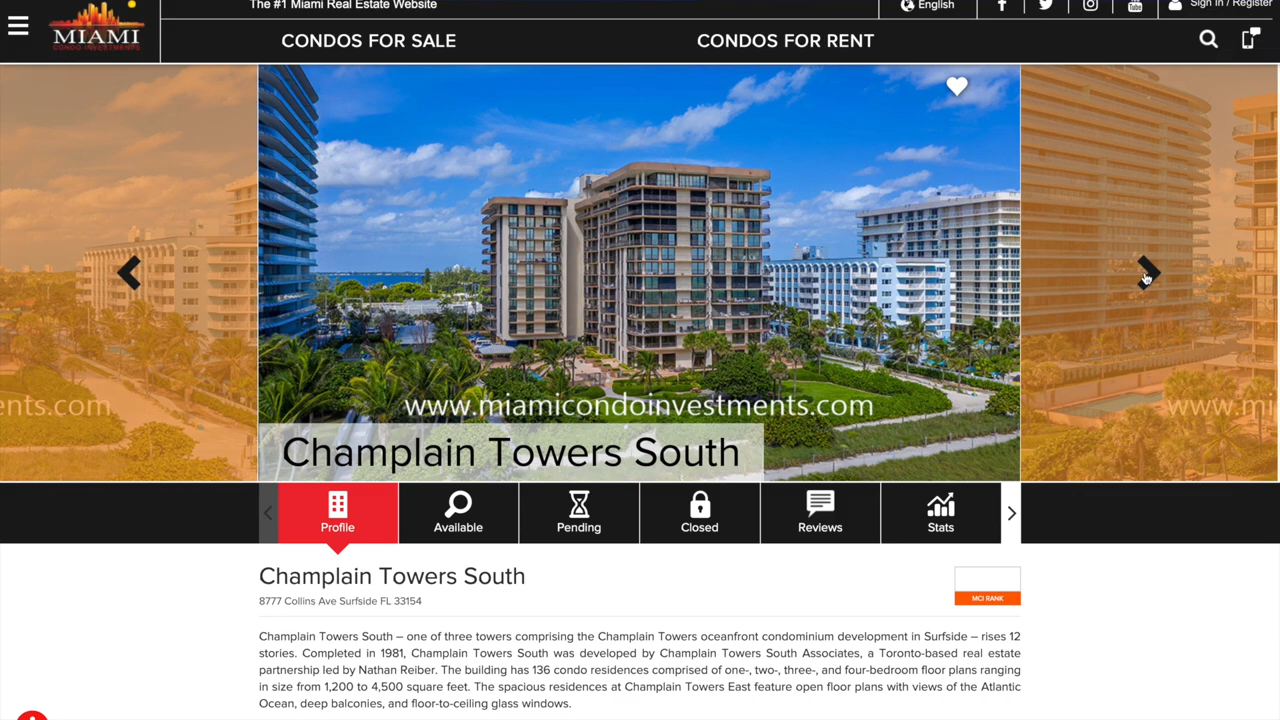 The #1 Miami Real Estate Website
English
You Tube
Sign In / Register
MIAMI
CONDO INVESTMENTS
CONDOS FOR SALE
CONDOS FOR RENT
ents.com
www.miamicondoinvestments.com
www.mi
Champlain Towers South
Profile
Available
Pending
Closed
Reviews
Stats
Champlain Towers South
8777 Collins Ave Surfside FL 33154
MCI RANK
Champlain Towers South – one of three towers comprising the Champlain Towers oceanfront condominium development in Surfside – rises 12
stories. Completed in 1981, Champlain Towers South was developed by Champlain Towers South Associates, a Toronto-based real estate
partnership led by Nathan Reiber. The building has 136 condo residences comprised of one-, two-, three-, and four-bedroom floor plans ranging
in size from 1,200 to 4,500 square feet. The spacious residences at Champlain Towers East feature open floor plans with views of the Atlantic
Ocean, deep balconies, and floor-to-ceiling glass windows.